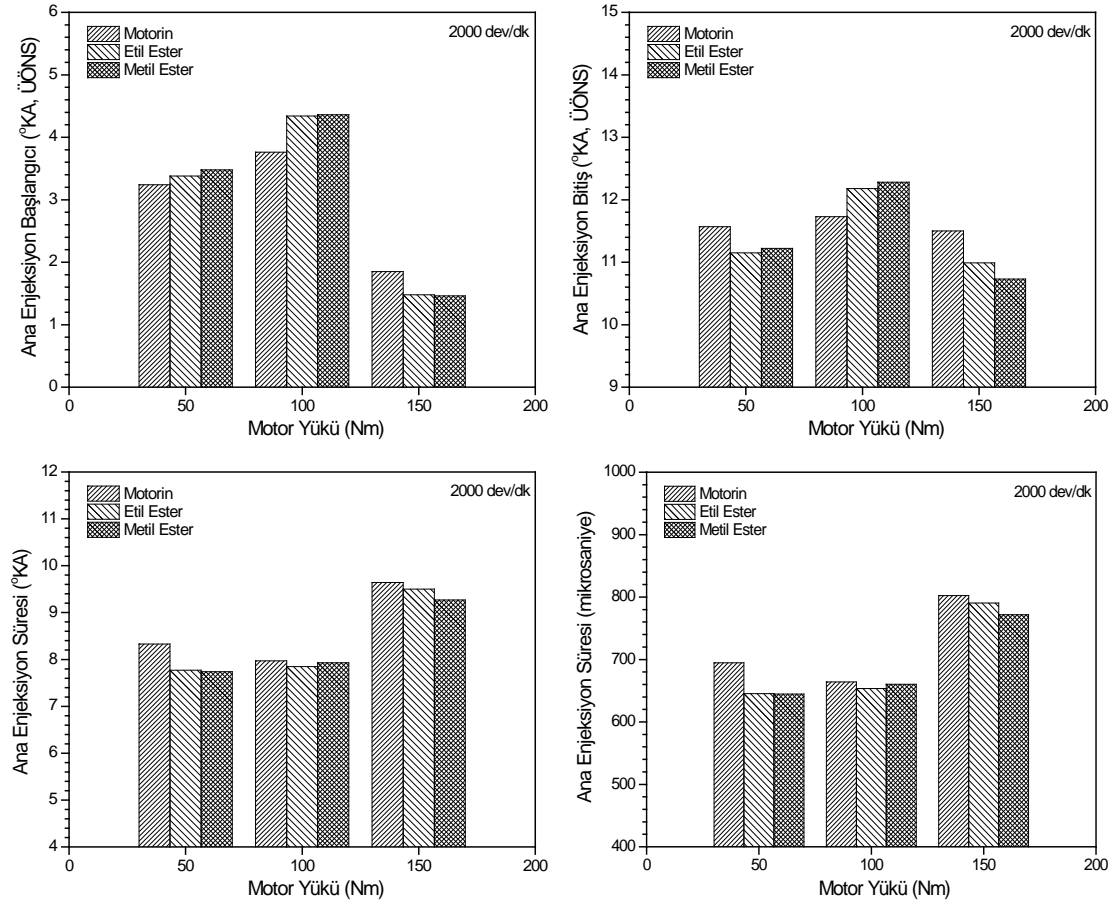 Ana Enjeksiyon Başlangıcı (°KA, ÜÖNS)
6
5
4
3
2
1
0
Motorin
Etil Ester
Metil Ester
2000 dev/dk
0 50 100 150 200
Motor Yükü (Nm)
Ana Enjeksiyon Bitiş (°KA, ÜÖNS)
15
14
13
12
11
10
9
Motorin
Etil Ester
Metil Ester
2000 dev/dk
0 50 100 150 200
Motor Yükü (Nm)
Ana Enjeksiyon Süresi (°KA)
12
11
10
9
8
7
6
5
4
Motorin
Etil Ester
Metil Ester
2000 dev/dk
0 50 100 150 200
Motor Yükü (Nm)
Ana Enjeksiyon Süresi (mikrosaniye)
1000
900
800
700
600
500
400
Motorin
Etil Ester
Metil Ester
2000 dev/dk
0 50 100 150 200
Motor Yükü (Nm)